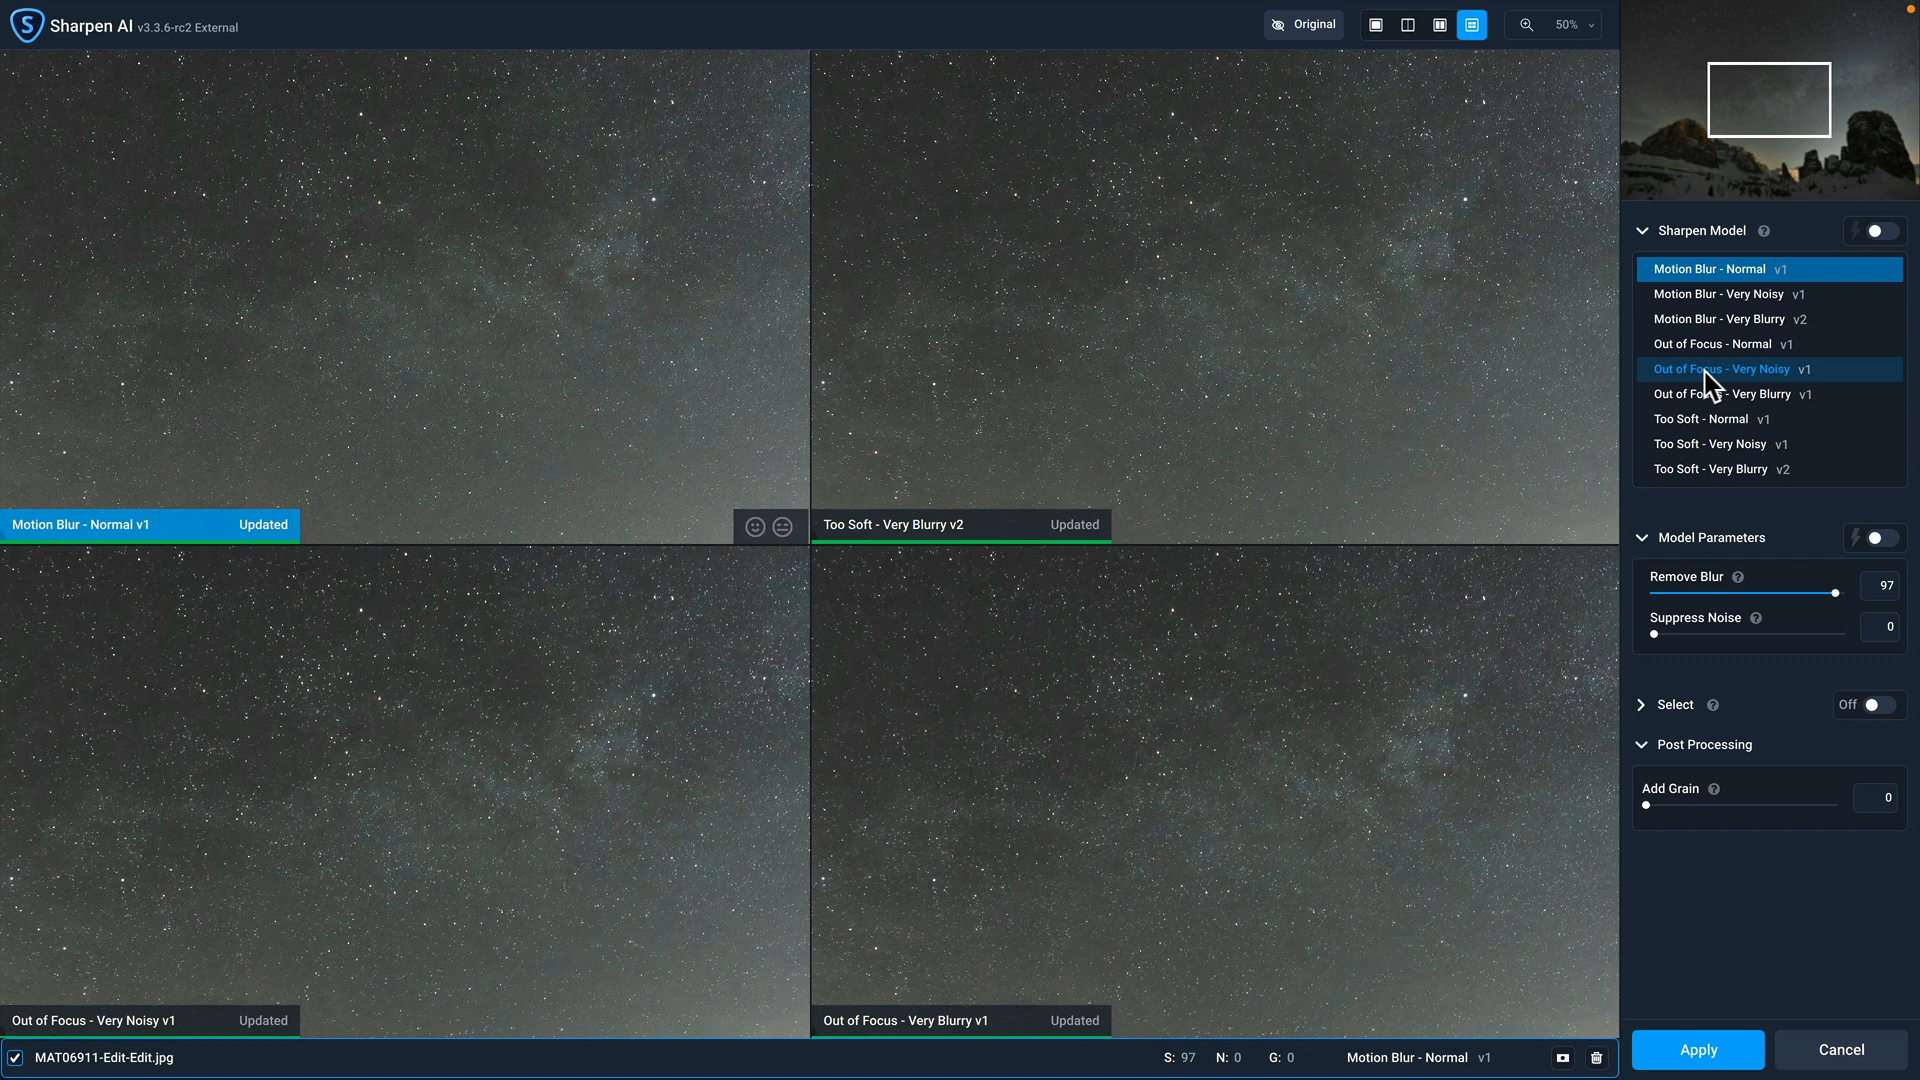 Sharpen AI v3.3.6-rc2 External
Original
50%
Sharpen Model
Motion Blur - Normal v1
Motion Blur - Very Noisy v1
Motion Blur - Very Blurry v2
Out of Focus - Normal v1
Out of Focus - Very Noisy v1
Out of Focus - Very Blurry v1
Too Soft - Normal v1
Too Soft - Very Noisy v1
Too Soft - Very Blurry v2
Motion Blur - Normal v1 Updated
Too Soft - Very Blurry v2 Updated
Model Parameters
Remove Blur 97
Suppress Noise 0
Select Off
Post Processing
Add Grain 0
Out of Focus - Very Noisy v1 Updated
Out of Focus - Very Blurry v1 Updated
MAT06911-Edit-Edit.jpg S: 97 N: 0 G: 0 Motion Blur - Normal v1
Apply Cancel